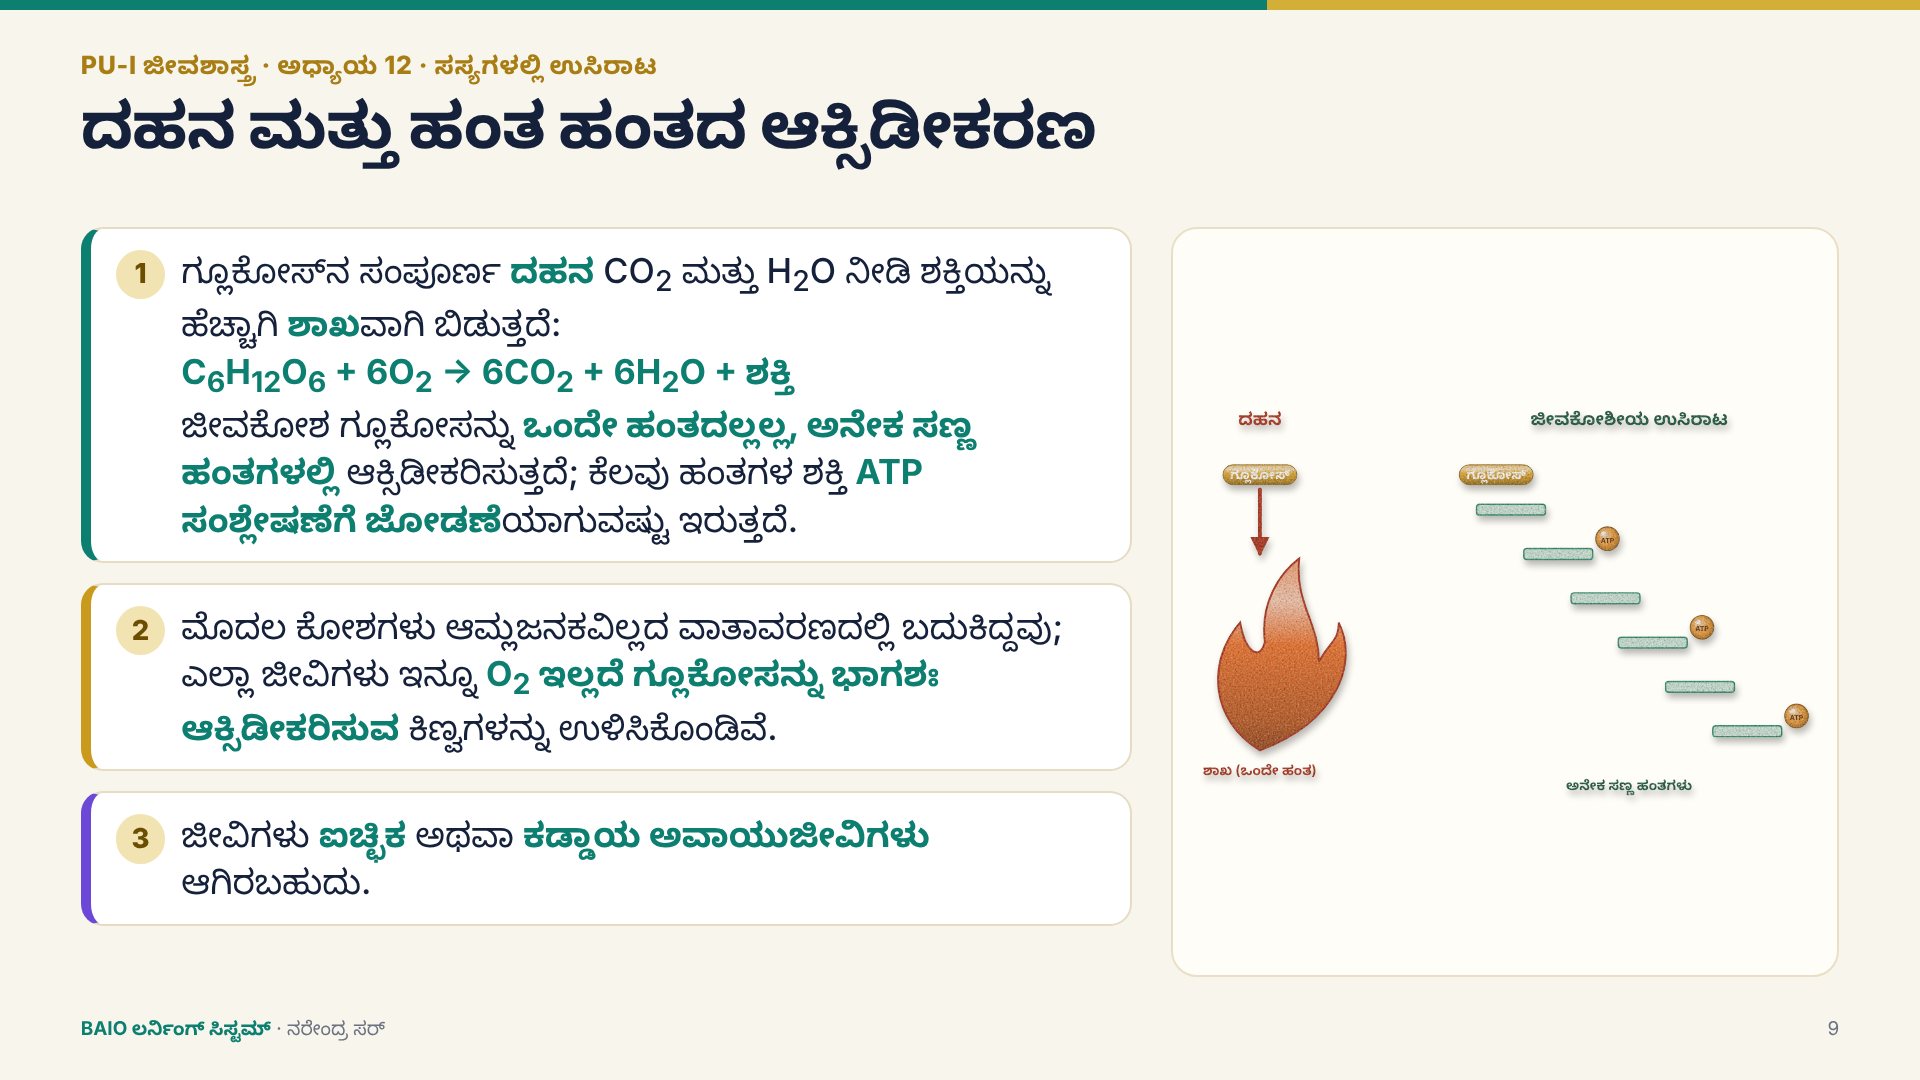 PU-I ಜೀವಶಾಸ್ತ್ರ · ಅಧ್ಯಾಯ 12 · ಸಸ್ಯಗಳಲ್ಲಿ ಉಸಿರಾಟ
ದಹನ ಮತ್ತು ಹಂತ ಹಂತದ ಆಕ್ಸಿಡೀಕರಣ
1 ಗ್ಲೂಕೋಸ್‌ನ ಸಂಪೂರ್ಣ ದಹನ CO₂ ಮತ್ತು H₂O ನೀಡಿ ಶಕ್ತಿಯನ್ನು
ಹೆಚ್ಚಾಗಿ ಶಾಖವಾಗಿ ಬಿಡುತ್ತದೆ:
C₆H₁₂O₆ + 6O₂ → 6CO₂ + 6H₂O + ಶಕ್ತಿ
ಜೀವಕೋಶ ಗ್ಲೂಕೋಸನ್ನು ಒಂದೇ ಹಂತದಲ್ಲಲ್ಲ, ಅನೇಕ ಸಣ್ಣ
ಹಂತಗಳಲ್ಲಿ ಆಕ್ಸಿಡೀಕರಿಸುತ್ತದೆ; ಕೆಲವು ಹಂತಗಳ ಶಕ್ತಿ ATP
ಸಂಶ್ಲೇಷಣೆಗೆ ಜೋಡಣೆಯಾಗುವಷ್ಟು ಇರುತ್ತದೆ.
2 ಮೊದಲ ಕೋಶಗಳು ಆಮ್ಲಜನಕವಿಲ್ಲದ ವಾತಾವರಣದಲ್ಲಿ ಬದುಕಿದ್ದವು;
ಎಲ್ಲಾ ಜೀವಿಗಳು ಇನ್ನೂ O₂ ಇಲ್ಲದೆ ಗ್ಲೂಕೋಸನ್ನು ಭಾಗಶಃ
ಆಕ್ಸಿಡೀಕರಿಸುವ ಕಿಣ್ವಗಳನ್ನು ಉಳಿಸಿಕೊಂಡಿವೆ.
3 ಜೀವಿಗಳು ಐಚ್ಛಿಕ ಅಥವಾ ಕಡ್ಡಾಯ ಅವಾಯುಜೀವಿಗಳು
ಆಗಿರಬಹುದು.
ದಹನ
ಗ್ಲೂಕೋಸ್
ಶಾಖ (ಒಂದೇ ಹಂತ)
ಜೀವಕೋಶೀಯ ಉಸಿರಾಟ
ಗ್ಲೂಕೋಸ್
ATP
ATP
ATP
ಅನೇಕ ಸಣ್ಣ ಹಂತಗಳು
BAIO ಲರ್ನಿಂಗ್ ಸಿಸ್ಟಮ್ · ನರೇಂದ್ರ ಸರ್
9